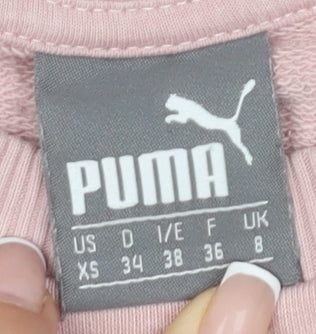 PUMA
US D I/E F UK
XS 34 38 36 8